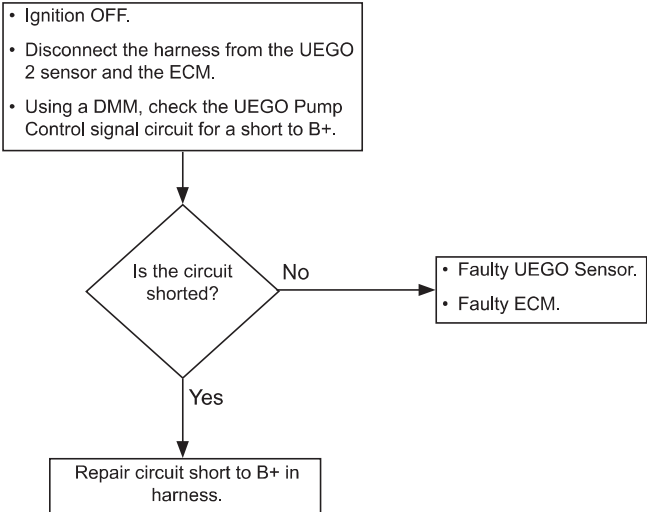 • Ignition OFF.
• Disconnect the harness from the UEGO
2 sensor and the ECM.
• Using a DMM, check the UEGO Pump
Control signal circuit for a short to B+.
Is the circuit
shorted?
No
• Faulty UEGO Sensor.
• Faulty ECM.
Yes
Repair circuit short to B+ in
harness.